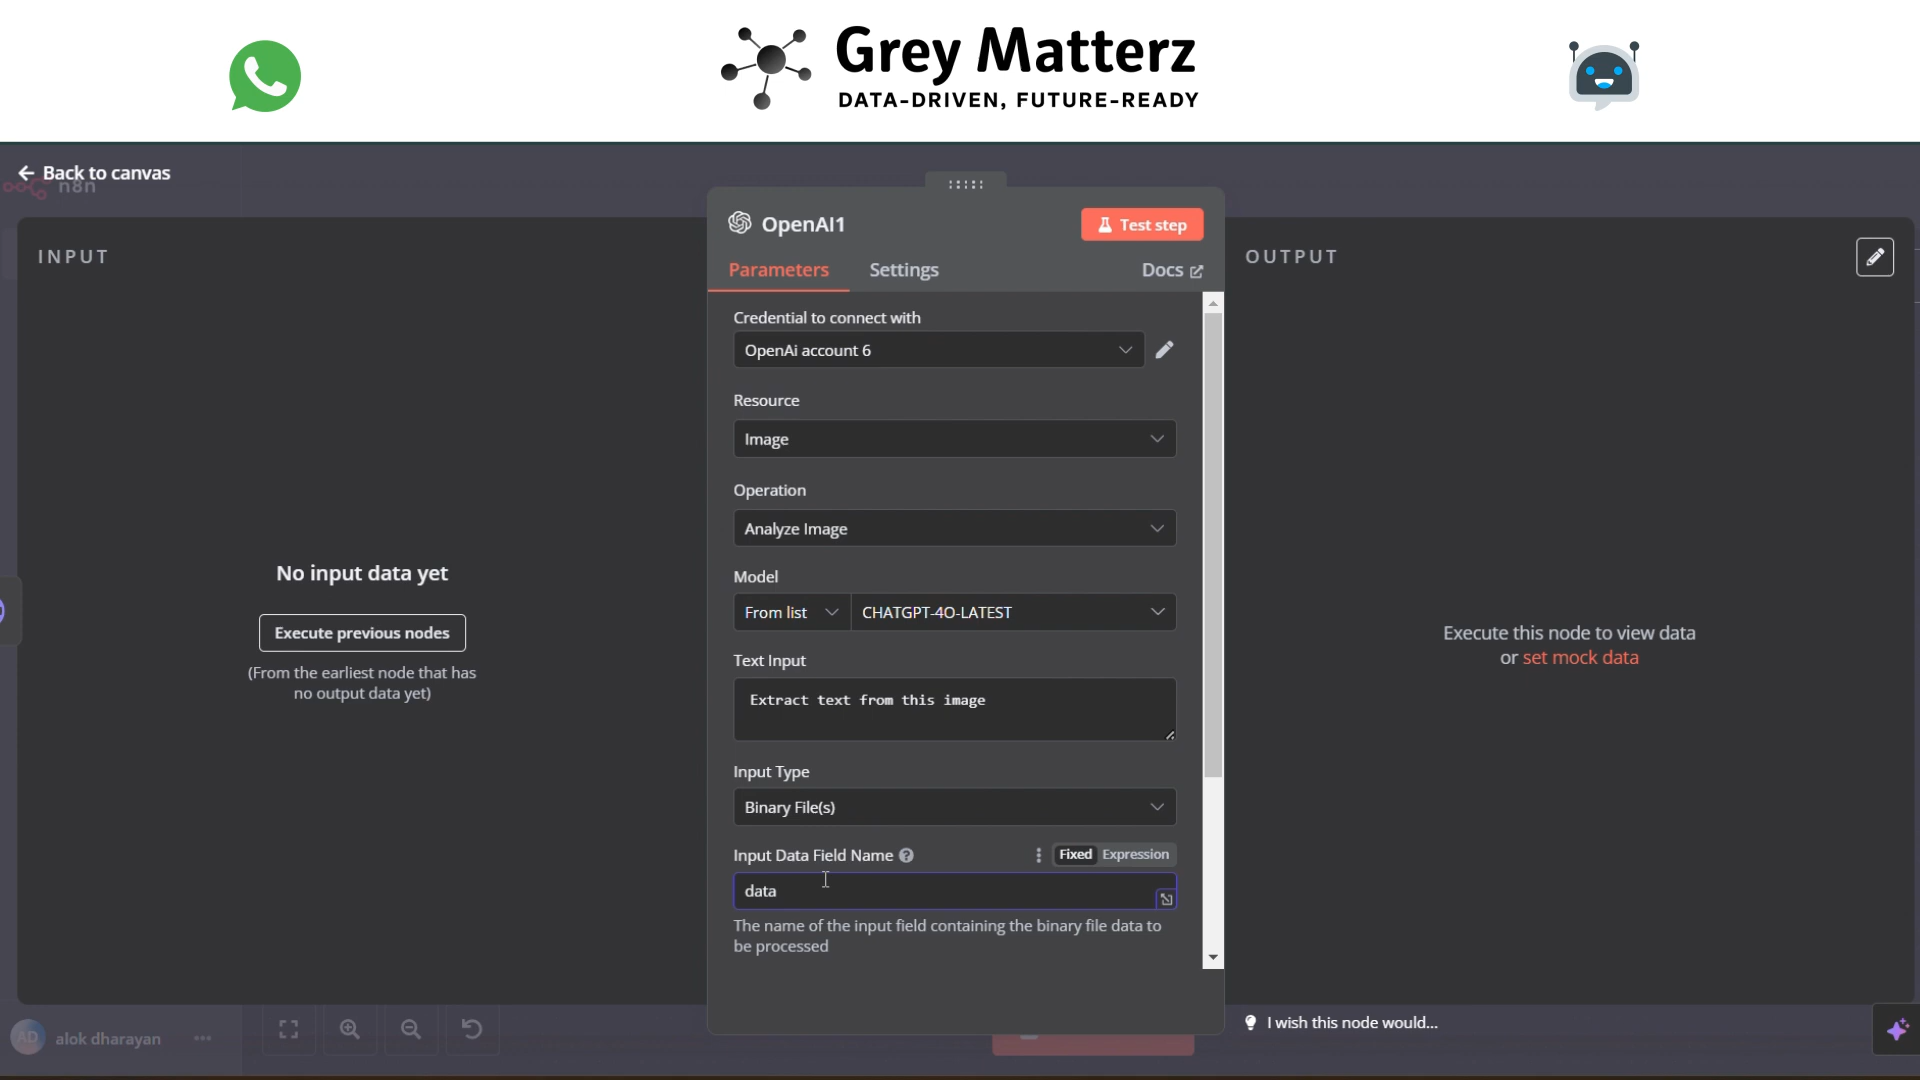 Grey Matterz
DATA-DRIVEN, FUTURE-READY
Back to canvas
n8n
OpenAI1
Test step
INPUT
OUTPUT
Parameters
Settings
Docs
Credential to connect with
OpenAi account 6
Resource
Image
Operation
Analyze Image
No input data yet
Model
From list
CHATGPT-4O-LATEST
Execute previous nodes
Execute this node to view data
or set mock data
(From the earliest node that has
no output data yet)
Text Input
Extract text from this image
Input Type
Binary File(s)
Input Data Field Name
Fixed
Expression
data
The name of the input field containing the binary file data to
be processed
AD
alok dharayan
I wish this node would...